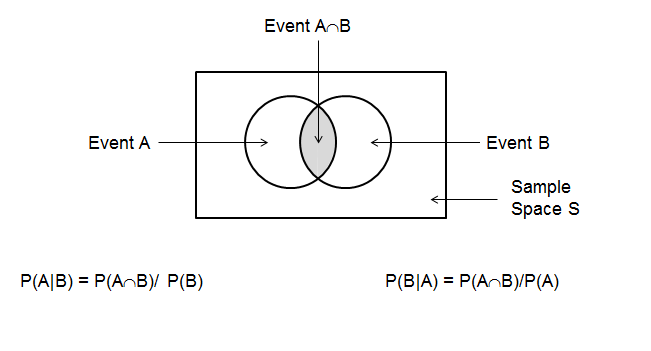 Event A∩B
Event A
Event B
Sample
Space S
P(A|B) = P(A∩B)/ P(B)
P(B|A) = P(A∩B)/P(A)